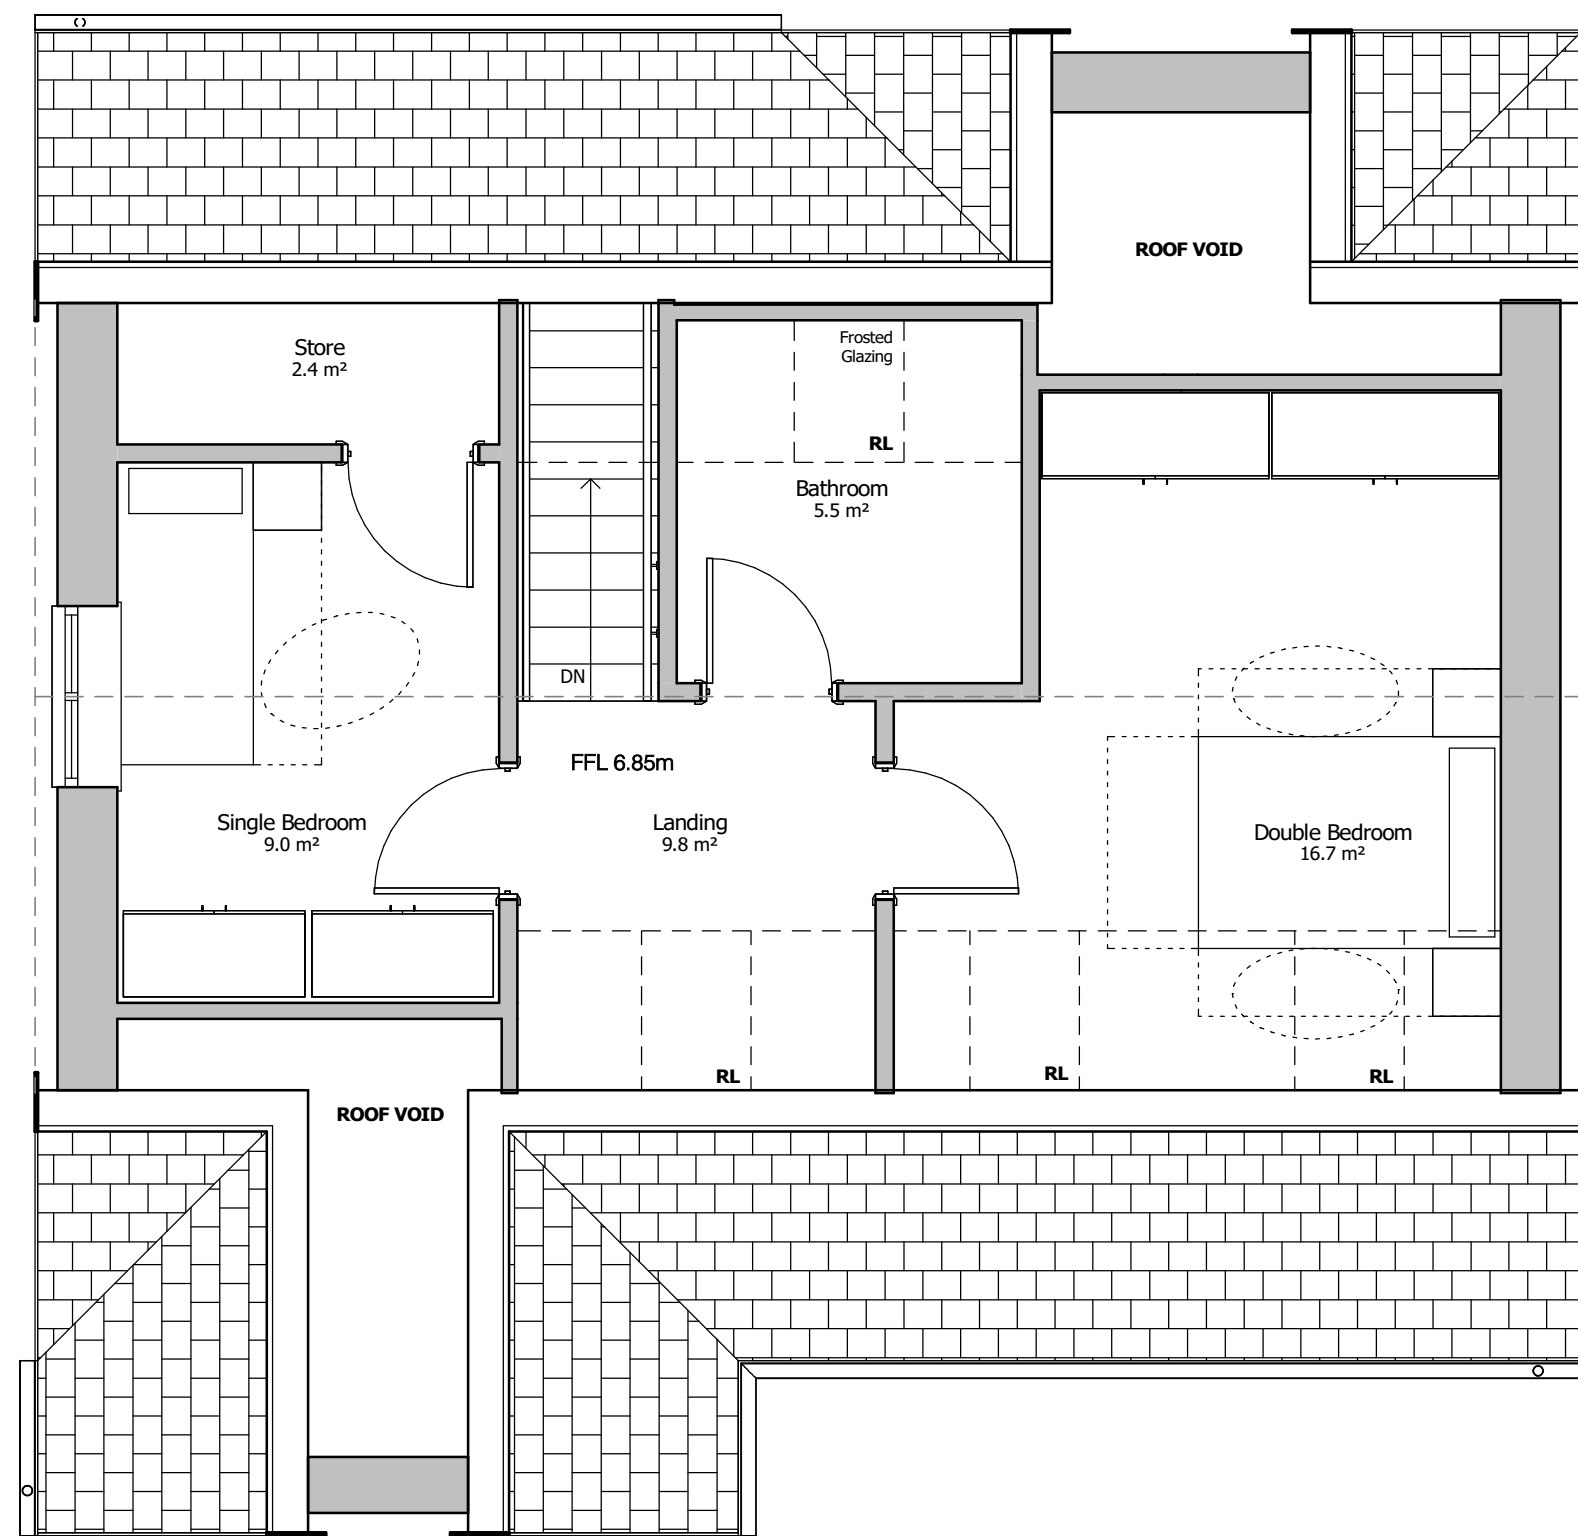 ROOF VOID
Store
2.4 m²
Frosted
Glazing
RL
Bathroom
5.5 m²
DN
FFL 6.85m
Single Bedroom
9.0 m²
Landing
9.8 m²
Double Bedroom
16.7 m²
RL
RL
RL
ROOF VOID